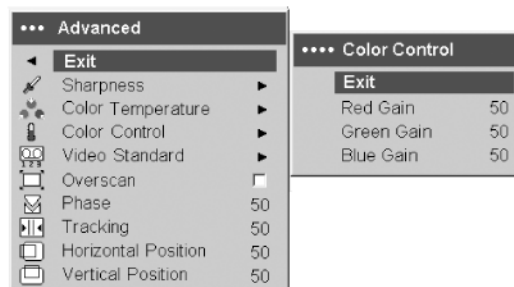 Advanced
Exit
Sharpness
Color Temperature
Color Control
Video Standard
Overscan
Phase 50
Tracking 50
Horizontal Position 50
Vertical Position 50
Color Control
Exit
Red Gain 50
Green Gain 50
Blue Gain 50